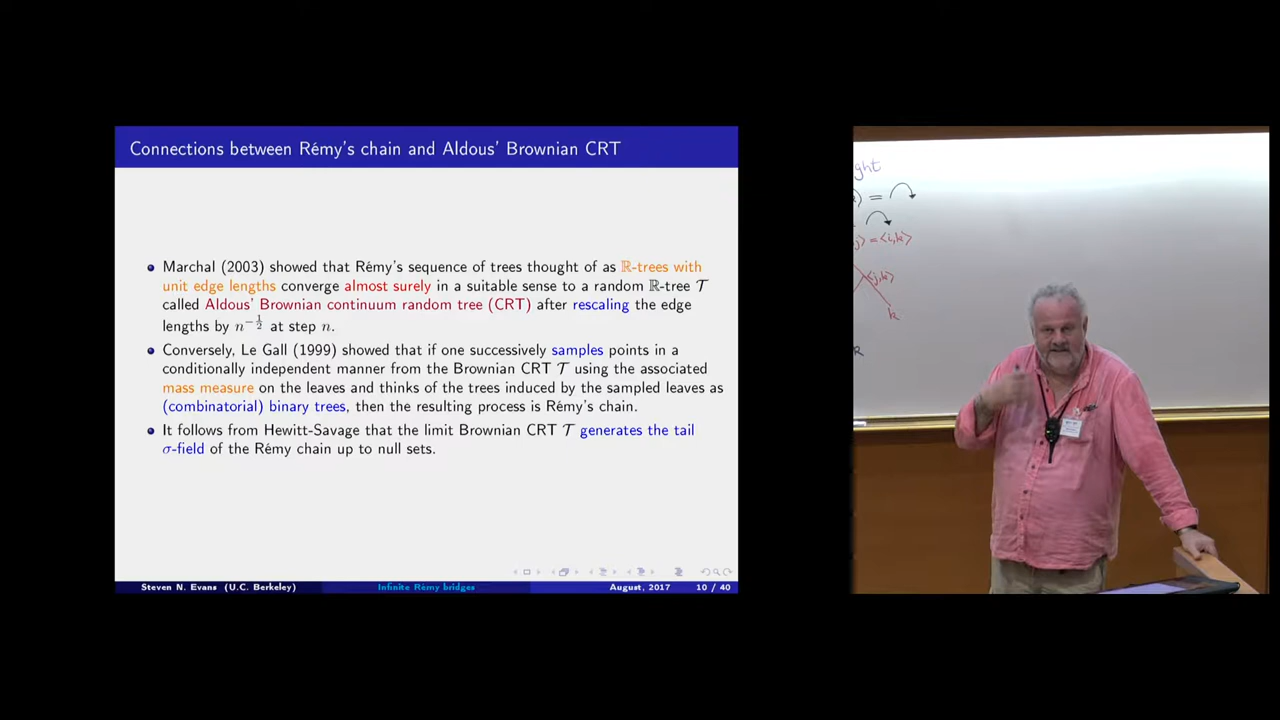 Connections between Rémy's chain and Aldous' Brownian CRT
Marchal (2003) showed that Rémy's sequence of trees thought of as ℝ-trees with
unit edge lengths converge almost surely in a suitable sense to a random ℝ-tree 𝒯
called Aldous' Brownian continuum random tree (CRT) after rescaling the edge
lengths by n^{-1/2} at step n.
Conversely, Le Gall (1999) showed that if one successively samples points in a
conditionally independent manner from the Brownian CRT 𝒯 using the associated
mass measure on the leaves and thinks of the trees induced by the sampled leaves as
(combinatorial) binary trees, then the resulting process is Rémy's chain.
It follows from Hewitt-Savage that the limit Brownian CRT 𝒯 generates the tail
σ-field of the Rémy chain up to null sets.
Steven N. Evans (U.C. Berkeley) Infinite Rémy bridges August, 2017 10 / 40
ght
) =
j> = <i,k>
<j,k>
k
R